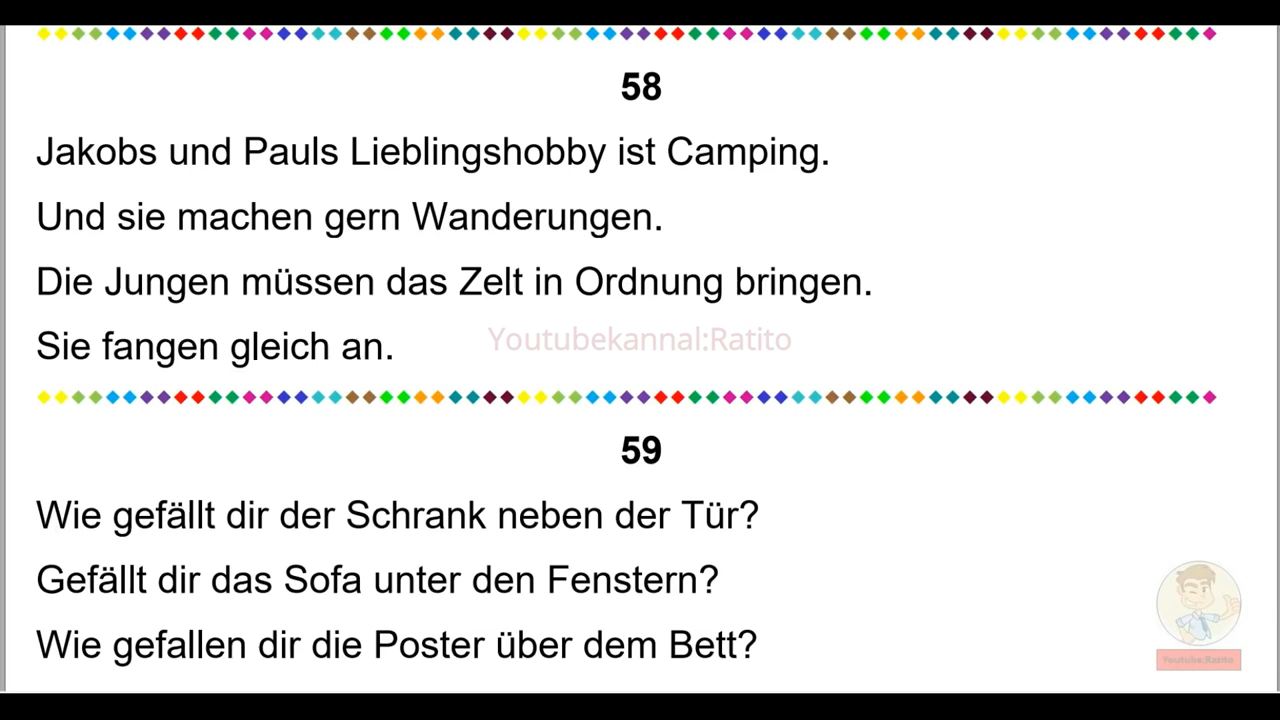 58
Jakobs und Pauls Lieblingshobby ist Camping.
Und sie machen gern Wanderungen.
Die Jungen müssen das Zelt in Ordnung bringen.
Sie fangen gleich an.
Youtubekannal:Ratito
59
Wie gefällt dir der Schrank neben der Tür?
Gefällt dir das Sofa unter den Fenstern?
Wie gefallen dir die Poster über dem Bett?
Youtube:Ratito